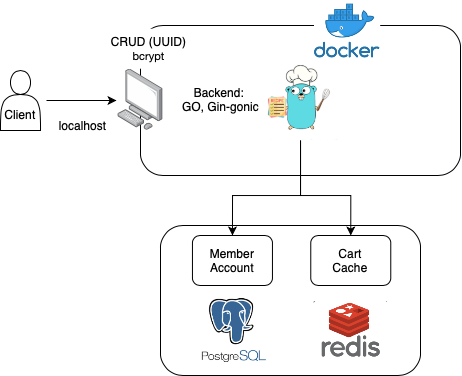 CRUD (UUID)
bcrypt
docker
Backend:
GO, Gin-gonic
Client
localhost
Member
Account
Cart
Cache
PostgreSQL
redis